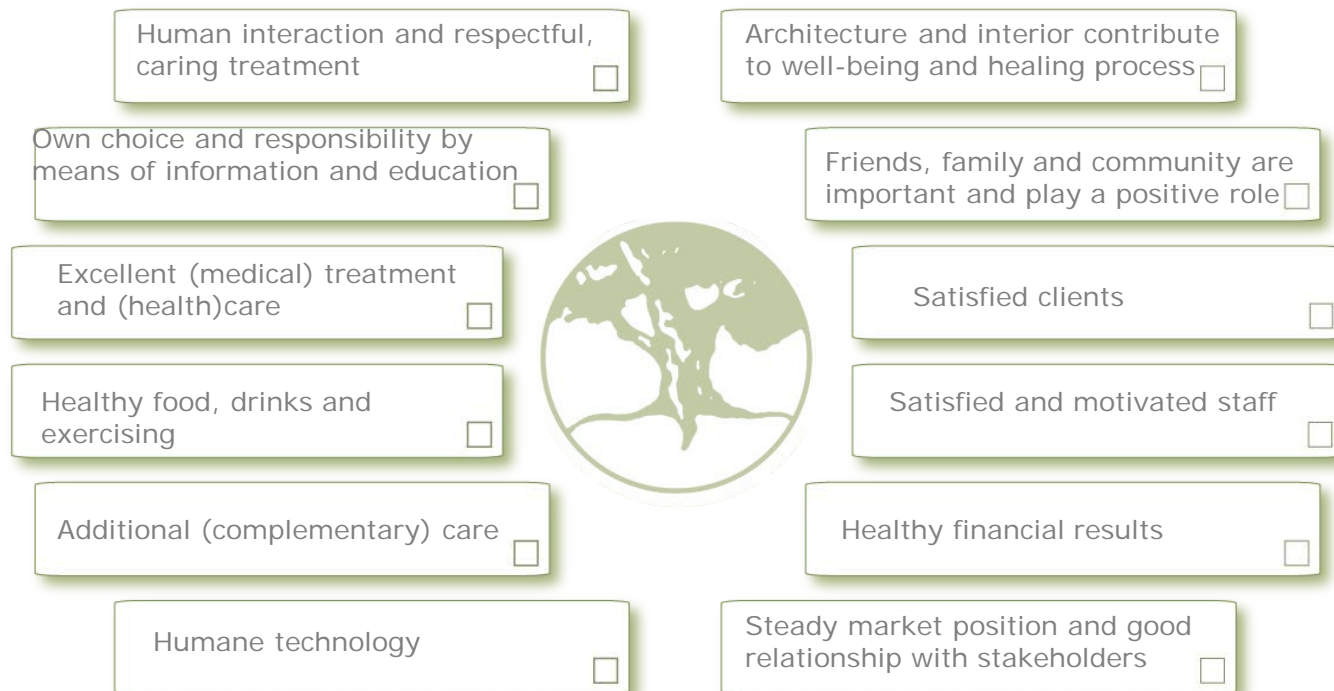 Human interaction and respectful,
caring treatment
Own choice and responsibility by
means of information and education
Excellent (medical) treatment
and (health)care
Healthy food, drinks and
exercising
Additional (complementary) care
Humane technology
Architecture and interior contribute
to well-being and healing process
Friends, family and community are
important and play a positive role
Satisfied clients
Satisfied and motivated staff
Healthy financial results
Steady market position and good
relationship with stakeholders